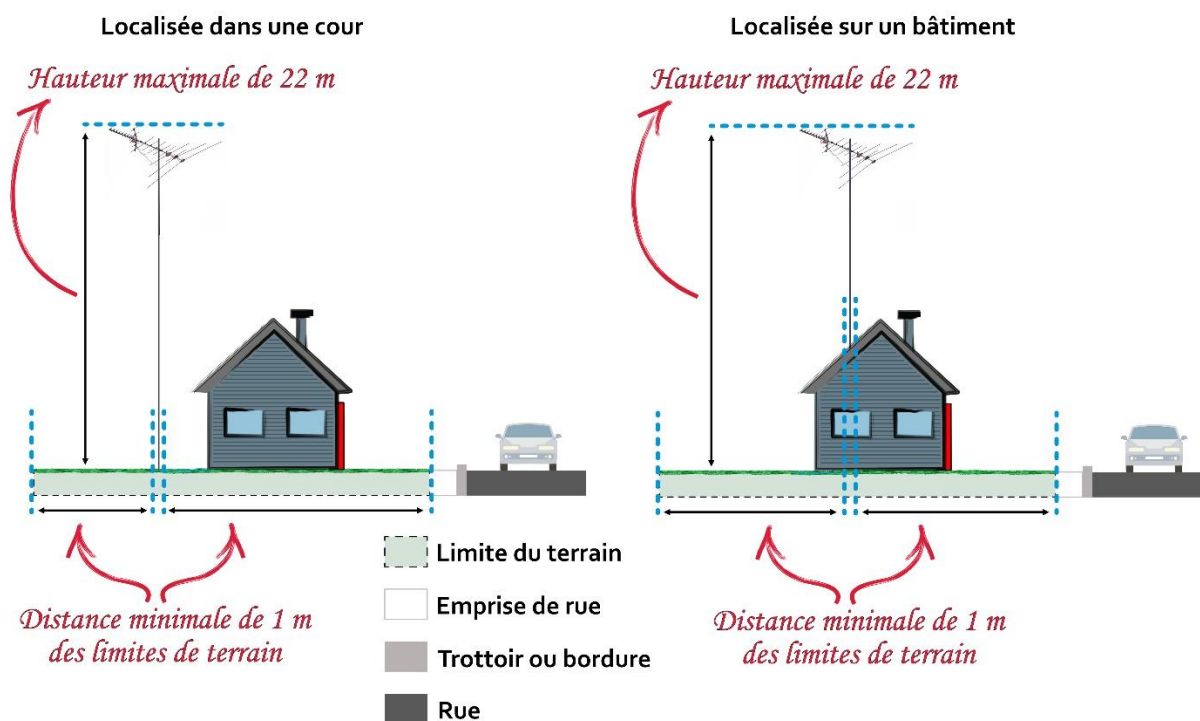 Localisée dans une cour
Hauteur maximale de 22 m
Distance minimale de 1 m
des limites de terrain
Localisée sur un bâtiment
Hauteur maximale de 22 m
Distance minimale de 1 m
des limites de terrain
Limite du terrain
Emprise de rue
Trottoir ou bordure
Rue